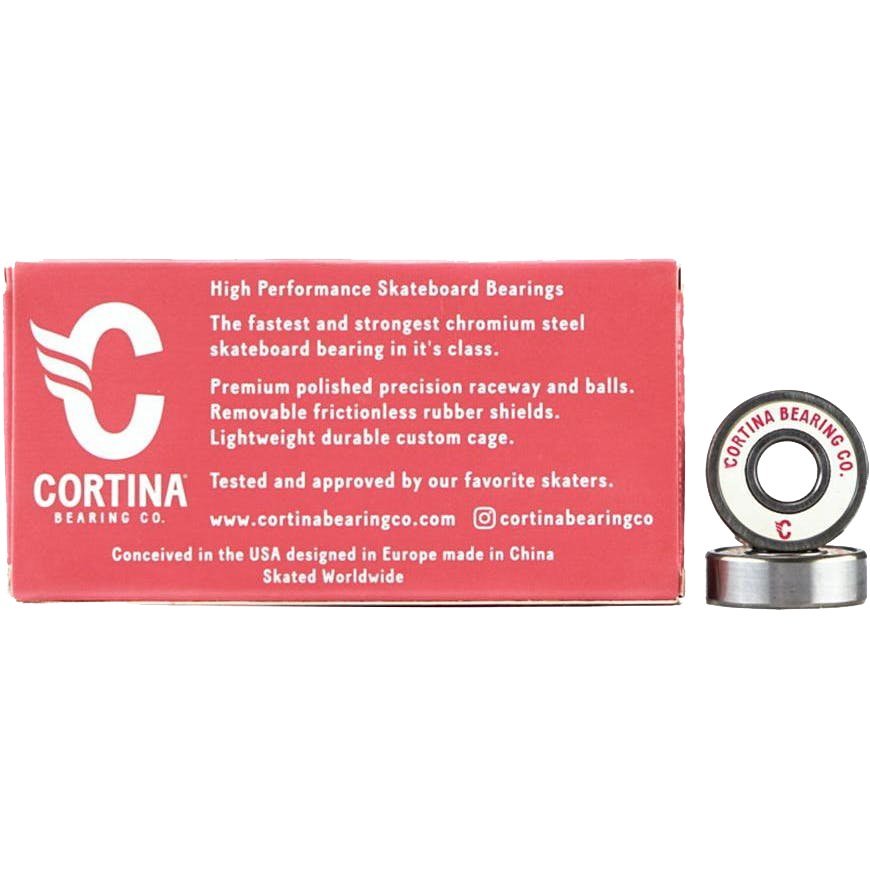 High Performance Skateboard Bearings
The fastest and strongest chromium steel
skateboard bearing in it's class.
Premium polished precision raceway and balls.
Removable frictionless rubber shields.
Lightweight durable custom cage.
Tested and approved by our favorite skaters.
www.cortinabearingco.com cortinabearingco
Conceived in the USA designed in Europe made in China
Skated Worldwide
C
CORTINA
BEARING CO.
CORTINA BEARING CO.
C